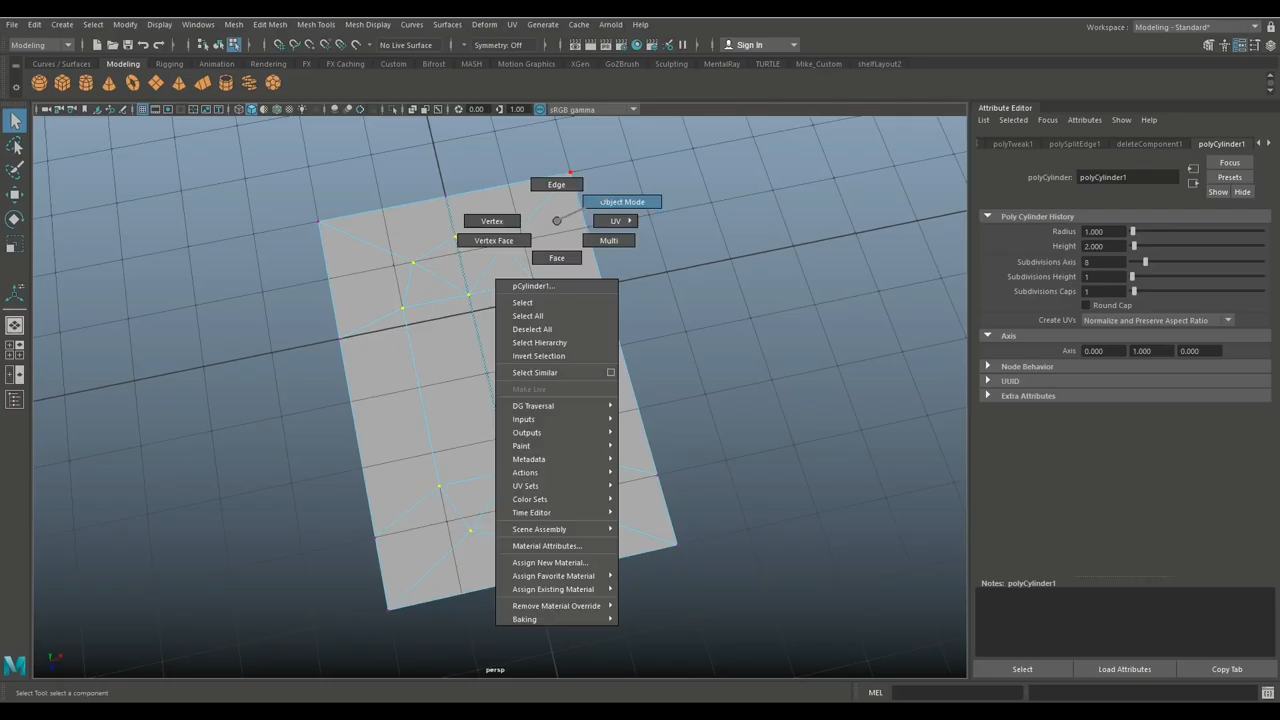 File Edit Create Select Modify Display Windows Mesh Edit Mesh Mesh Tools Mesh Display Curves Surfaces Deform UV Generate Cache Arnold Help
Workspace : Modeling - Standard*
Modeling No Live Surface Symmetry: Off Sign In
Curves / Surfaces Modeling Rigging Animation Rendering FX FX Caching Custom Bifrost MASH Motion Graphics XGen GoZBrush Sculpting MentalRay TURTLE Mike_Custom shelfLayout2
0.00 1.00 sRGB gamma
Attribute Editor
List Selected Focus Attributes Show Help
polyTweak1 polySplitEdge1 deleteComponent1 polyCylinder1
Focus
polyCylinder: polyCylinder1 Presets
Show Hide
Poly Cylinder History
Radius 1.000
Height 2.000
Subdivisions Axis 8
Subdivisions Height 1
Subdivisions Caps 1
Round Cap
Create UVs Normalize and Preserve Aspect Ratio
Axis
Axis 0.000 1.000 0.000
Node Behavior
UUID
Extra Attributes
Edge
Object Mode
Vertex UV
Vertex Face Multi
Face
pCylinder1...
Select
Select All
Deselect All
Select Hierarchy
Invert Selection
Select Similar
Make Live
DG Traversal
Inputs
Outputs
Paint
Metadata
Actions
UV Sets
Color Sets
Time Editor
Scene Assembly
Material Attributes...
Assign New Material...
Assign Favorite Material
Assign Existing Material
Remove Material Override
Baking
persp
Notes: polyCylinder1
Select Load Attributes Copy Tab
Select Tool: select a component
MEL